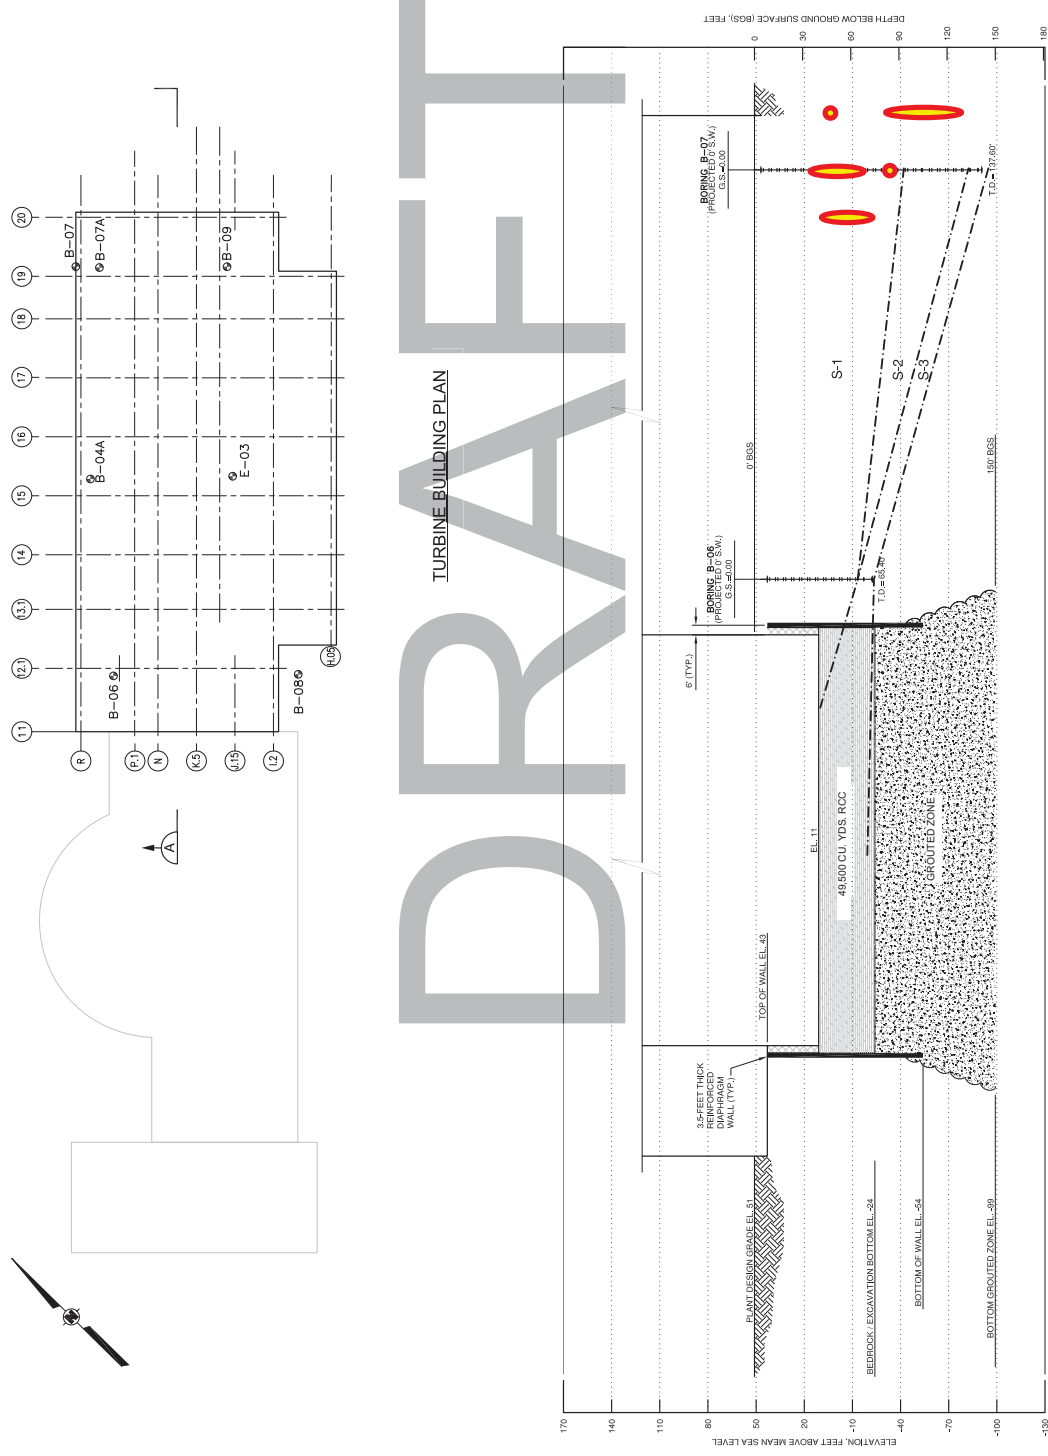 20
19
18
17
16
15
14
13.1
12.1
11
R
P.1
N
K.5
J.15
I.2
H.05
B-07
B-07A
B-09
B-04A
E-03
B-06
B-08
A
N
TURBINE BUILDING PLAN
DRAFT
ELEVATION, FEET ABOVE MEAN SEA LEVEL
170
140
110
80
50
20
-10
-40
-70
-100
-130
DEPTH BELOW GROUND SURFACE (BGS), FEET
0
30
60
90
120
150
180
PLANT DESIGN GRADE EL. 51
BEDROCK / EXCAVATION BOTTOM EL. -24
BOTTOM OF WALL EL. -54
BOTTOM GROUTED ZONE EL. -99
3.5-FEET THICK
REINFORCED
DIAPHRAGM
WALL (TYP.)
TOP OF WALL EL. 43
EL. 11
49,500 CU. YDS. RCC
GROUTED ZONE
6' (TYP.)
BORING B-06
(PROJECTED 0' S.W.)
G.S.=0.00
T.D.= 65.40'
0' BGS
150' BGS
S-1
S-2
S-3
BORING B-07
(PROJECTED 0' S.W.)
G.S.=0.00
T.D.= 137.60'